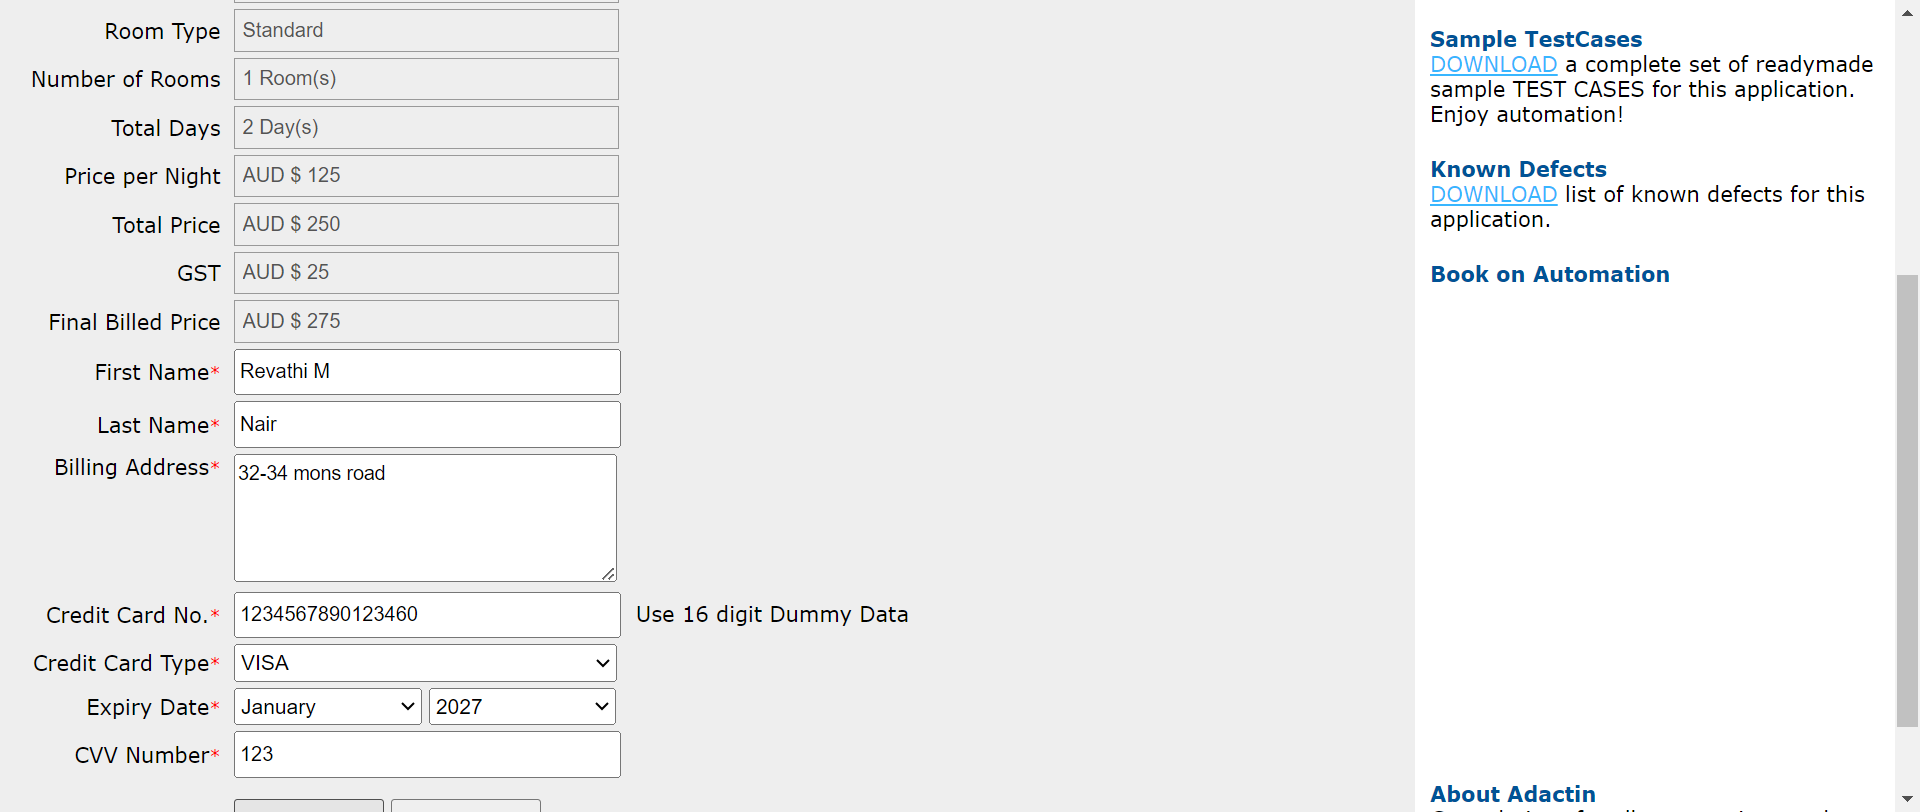 Room Type Standard
Number of Rooms 1 Room(s)
Total Days 2 Day(s)
Price per Night AUD $ 125
Total Price AUD $ 250
GST AUD $ 25
Final Billed Price AUD $ 275
First Name* Revathi M
Last Name* Nair
Billing Address* 32-34 mons road
Credit Card No.* 1234567890123460 Use 16 digit Dummy Data
Credit Card Type* VISA
Expiry Date* January 2027
CVV Number* 123
Sample TestCases
DOWNLOAD a complete set of readymade
sample TEST CASES for this application.
Enjoy automation!
Known Defects
DOWNLOAD list of known defects for this
application.
Book on Automation
About Adactin